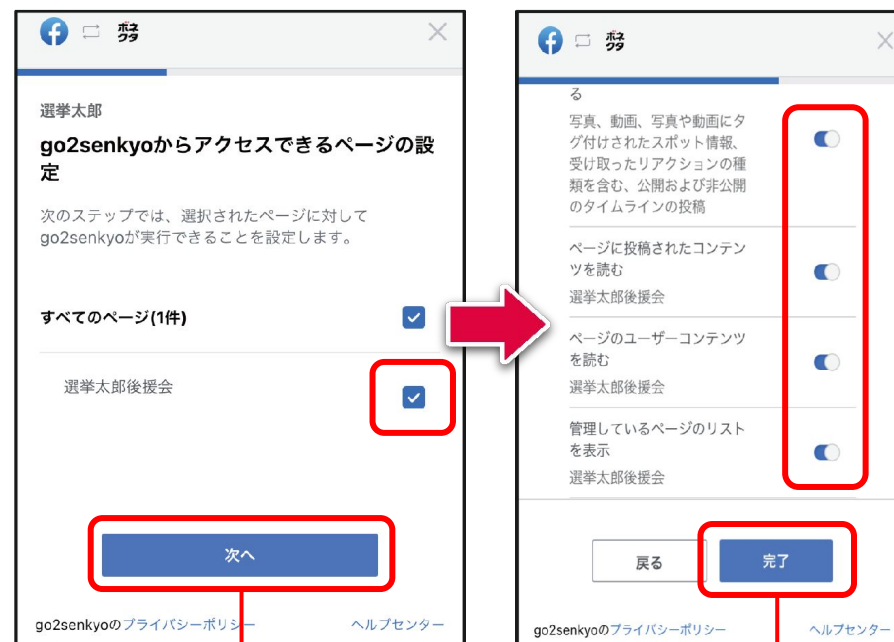 ボネ
クタ
選挙太郎
go2senkyoからアクセスできるページの設
定
次のステップでは、選択されたページに対して
go2senkyoが実行できることを設定します。
すべてのページ(1件)
選挙太郎後援会
次へ
go2senkyoのプライバシーポリシー
ヘルプセンター
ボネ
クタ
る
写真、動画、写真や動画にタ
グ付けされたスポット情報、
受け取ったリアクションの種
類を含む、公開および非公開
のタイムラインの投稿
ページに投稿されたコンテン
ツを読む
選挙太郎後援会
ページのユーザーコンテンツ
を読む
選挙太郎後援会
管理しているページのリスト
を表示
選挙太郎後援会
戻る
完了
go2senkyoのプライバシーポリシー
ヘルプセンター